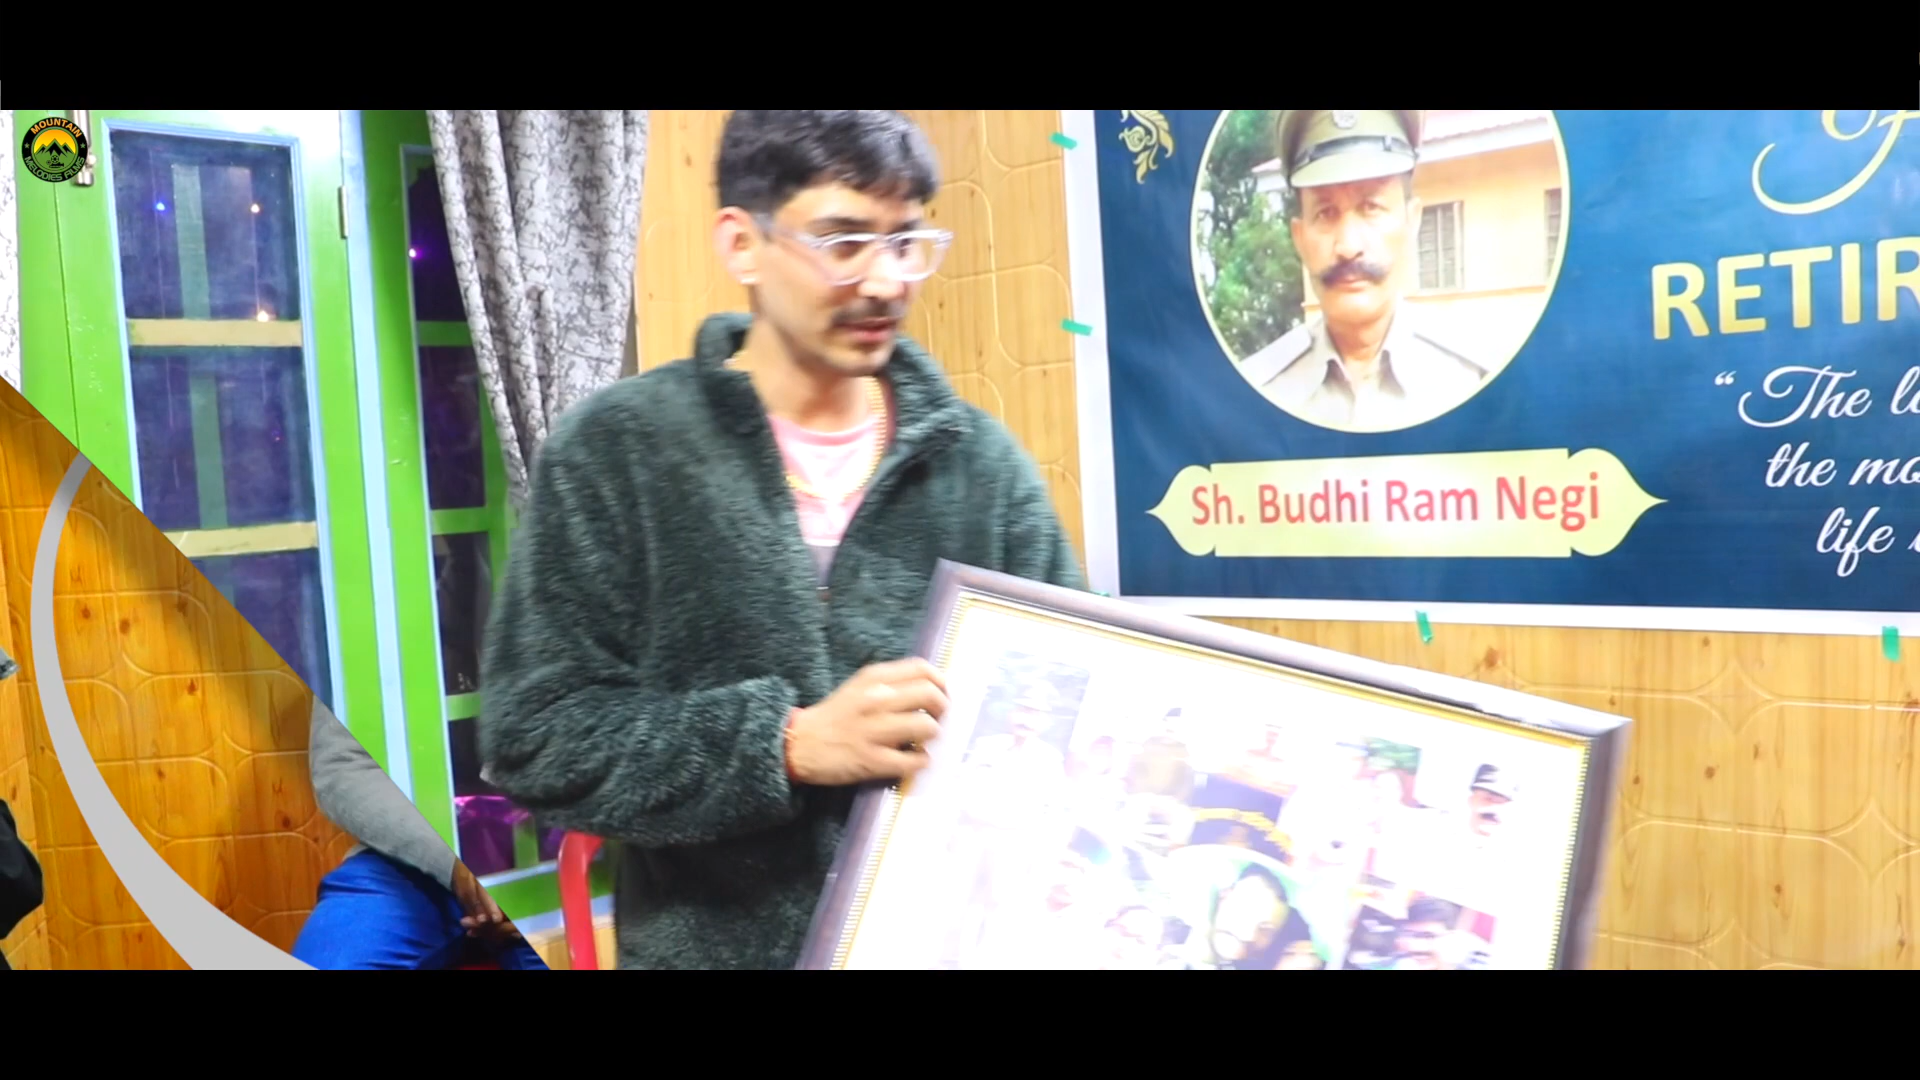 MOUNTAIN
MELODIES FILMS
RETIR
“ The l
the mo
life
Sh. Budhi Ram Negi